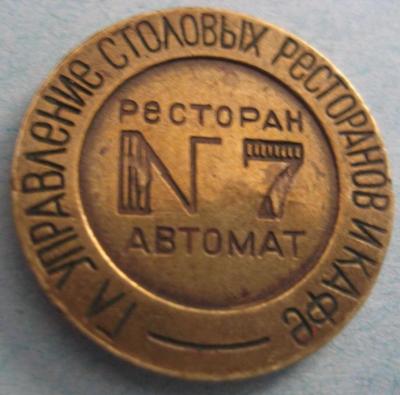 ГЛ УПРАВЛЕНИЕ СТОЛОВЫХ РЕСТОРАНОВ И КАФЕ
РЕСТОРАН
N 7
АВТОМАТ